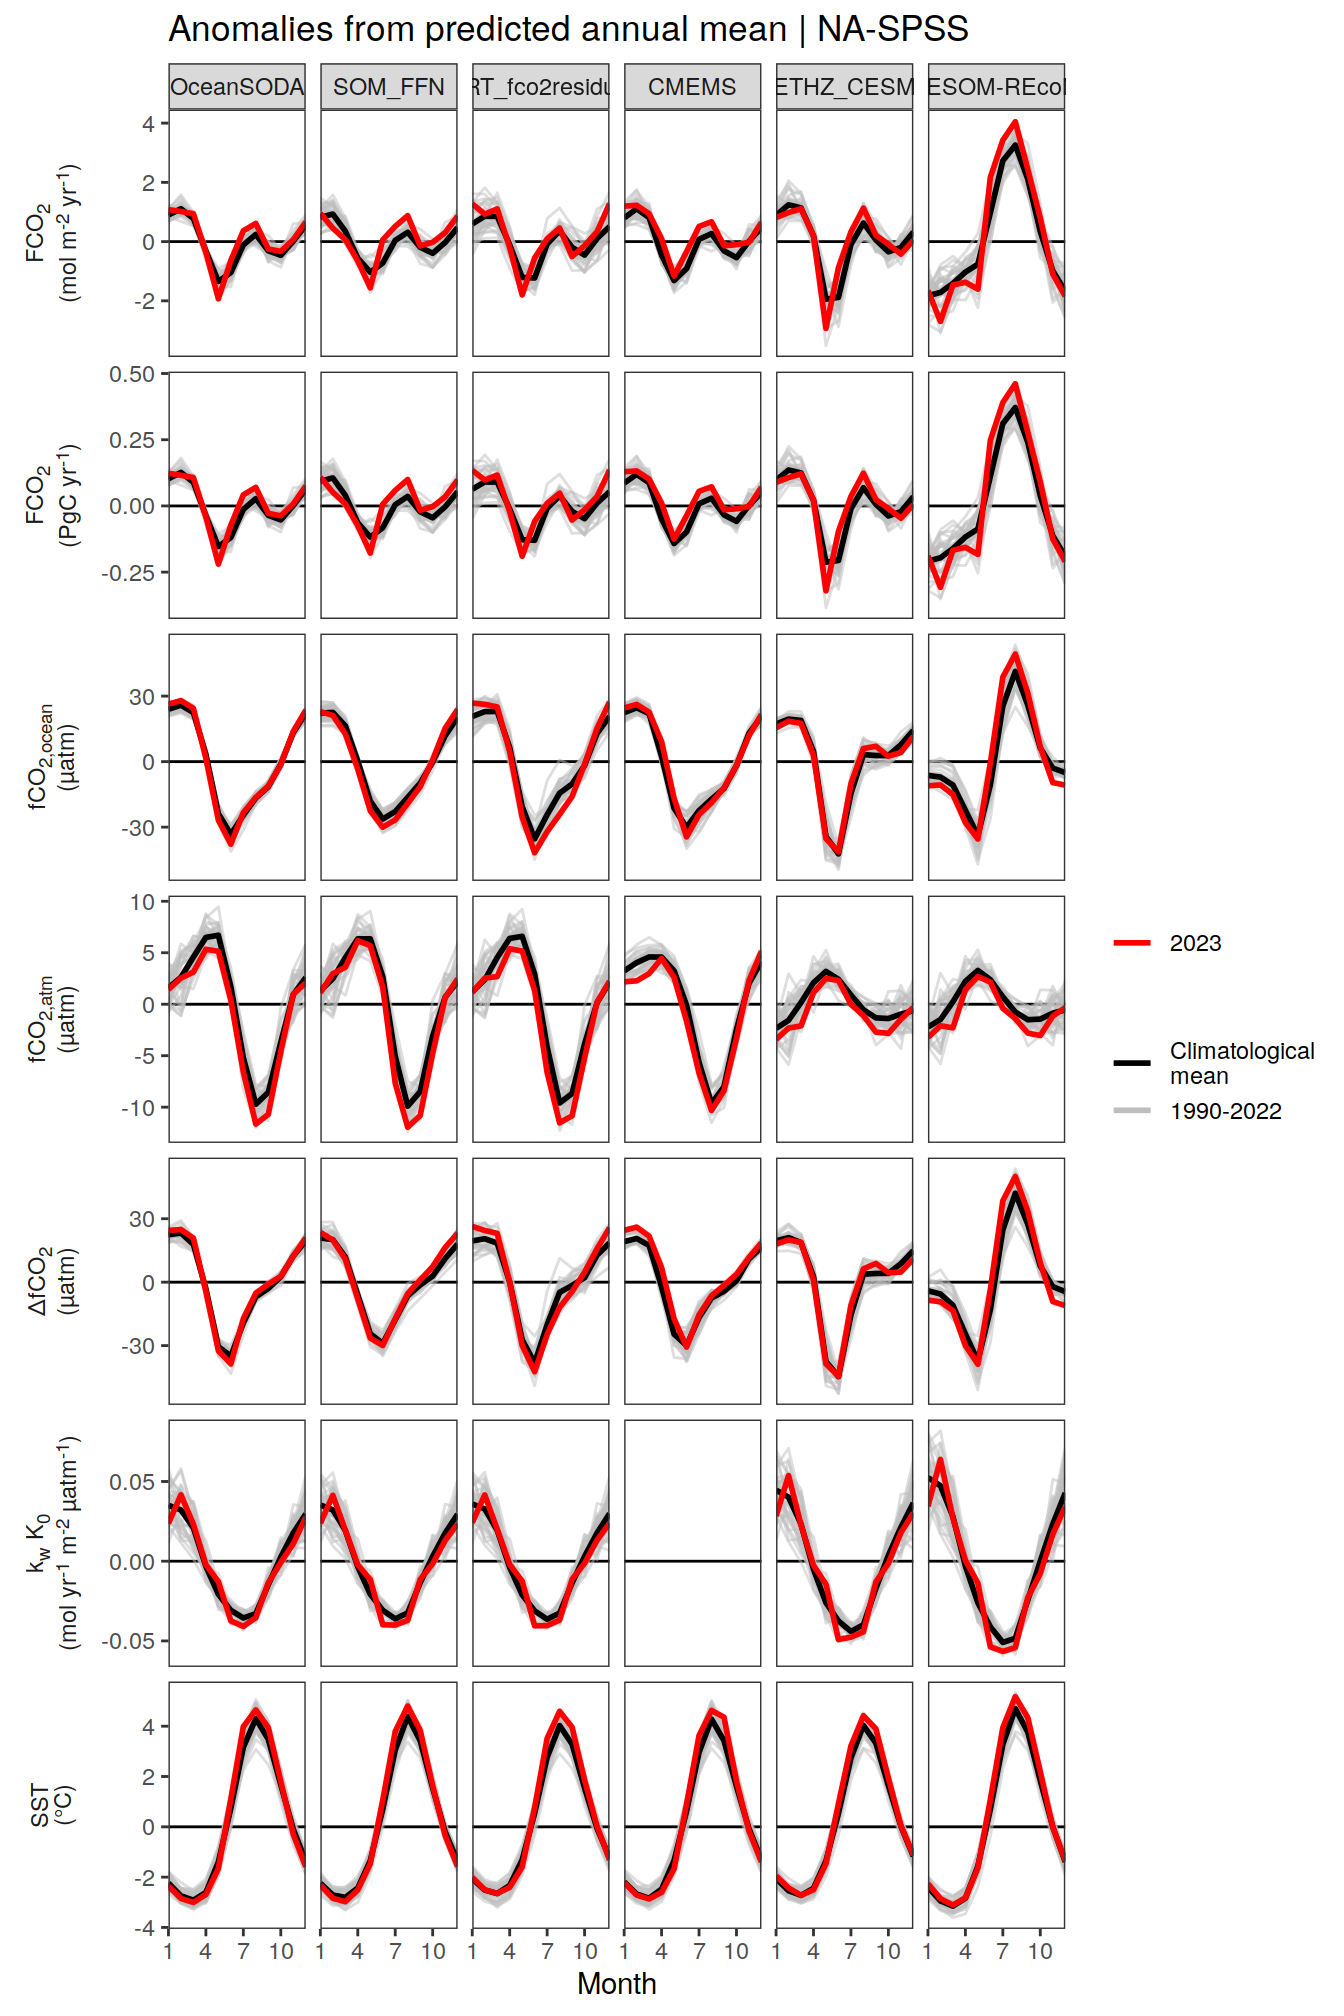 Anomalies from predicted annual mean | NA-SPSS
OceanSODA SOM_FFN RT_fco2residu CMEMS ETHZ_CESM ESOM-REcoI
FCO2
(mol m-2 yr-1)
4
2
0
-2
FCO2
(PgC yr-1)
0.50
0.25
0.00
-0.25
fCO2,ocean
(µatm)
30
0
-30
fCO2,atm
(µatm)
10
5
0
-5
-10
ΔfCO2
(µatm)
30
0
-30
kw K0
(mol yr-1 m-2 µatm-1)
0.05
0.00
-0.05
SST
(°C)
4
2
0
-2
-4
1 4 7 10 1 4 7 10 1 4 7 10 1 4 7 10 1 4 7 10 1 4 7 10
Month
2023
Climatological
mean
1990-2022